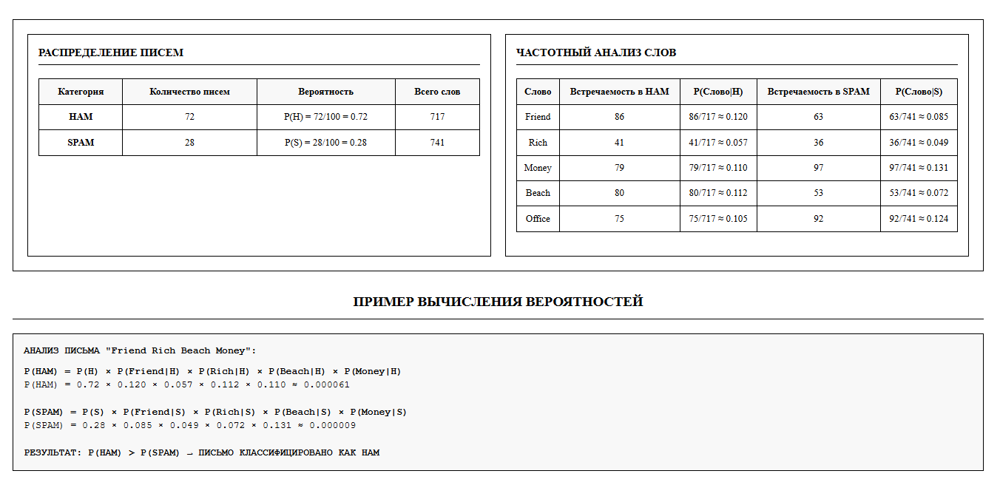 РАСПРЕДЕЛЕНИЕ ПИСЕМ
Категория Количество писем Вероятность Всего слов
HAM 72 P(H) = 72/100 = 0.72 717
SPAM 28 P(S) = 28/100 = 0.28 741
ЧАСТОТНЫЙ АНАЛИЗ СЛОВ
Слово Встречаемость в HAM P(Слово|H) Встречаемость в SPAM P(Слово|S)
Friend 86 86/717 ≈ 0.120 63 63/741 ≈ 0.085
Rich 41 41/717 ≈ 0.057 36 36/741 ≈ 0.049
Money 79 79/717 ≈ 0.110 97 97/741 ≈ 0.131
Beach 80 80/717 ≈ 0.112 53 53/741 ≈ 0.072
Office 75 75/717 ≈ 0.105 92 92/741 ≈ 0.124
ПРИМЕР ВЫЧИСЛЕНИЯ ВЕРОЯТНОСТЕЙ
АНАЛИЗ ПИСЬМА "Friend Rich Beach Money":
P(HAM) = P(H) × P(Friend|H) × P(Rich|H) × P(Beach|H) × P(Money|H)
P(HAM) = 0.72 × 0.120 × 0.057 × 0.112 × 0.110 ≈ 0.000061
P(SPAM) = P(S) × P(Friend|S) × P(Rich|S) × P(Beach|S) × P(Money|S)
P(SPAM) = 0.28 × 0.085 × 0.049 × 0.072 × 0.131 ≈ 0.000009
РЕЗУЛЬТАТ: P(HAM) > P(SPAM) → ПИСЬМО КЛАССИФИЦИРОВАНО КАК HAM